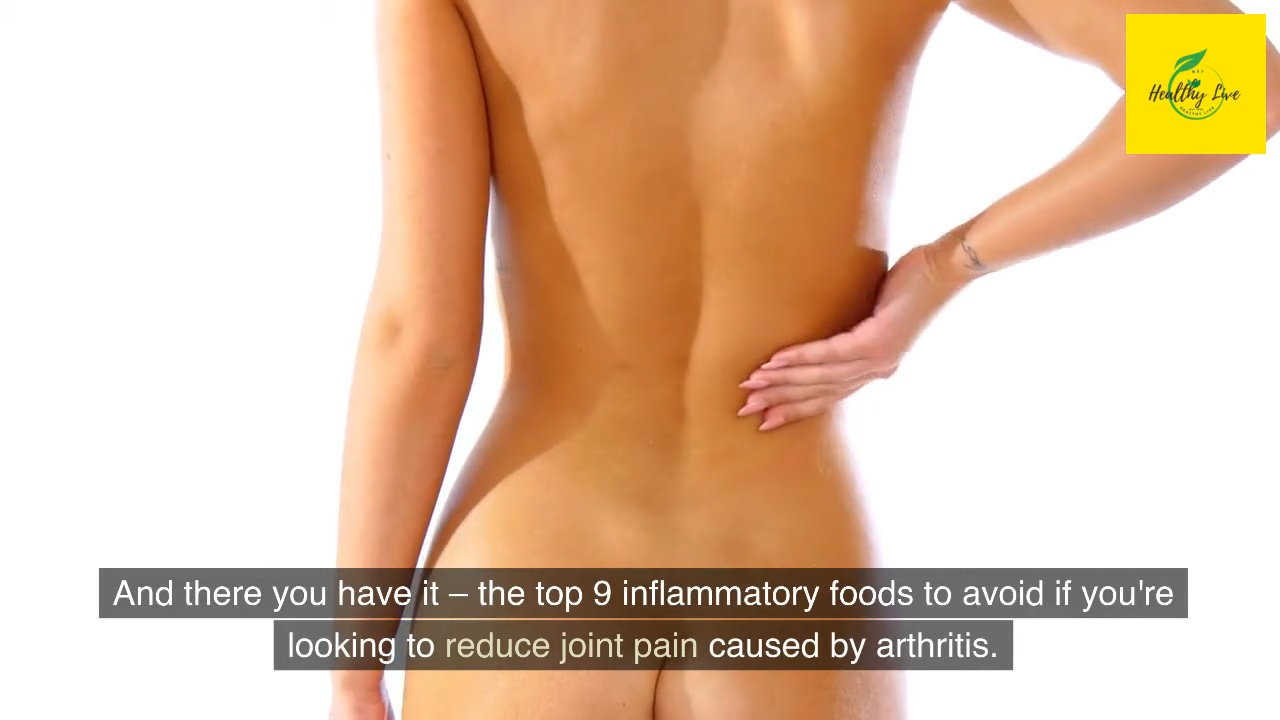 Healthy Live
And there you have it – the top 9 inflammatory foods to avoid if you're
looking to reduce joint pain caused by arthritis.